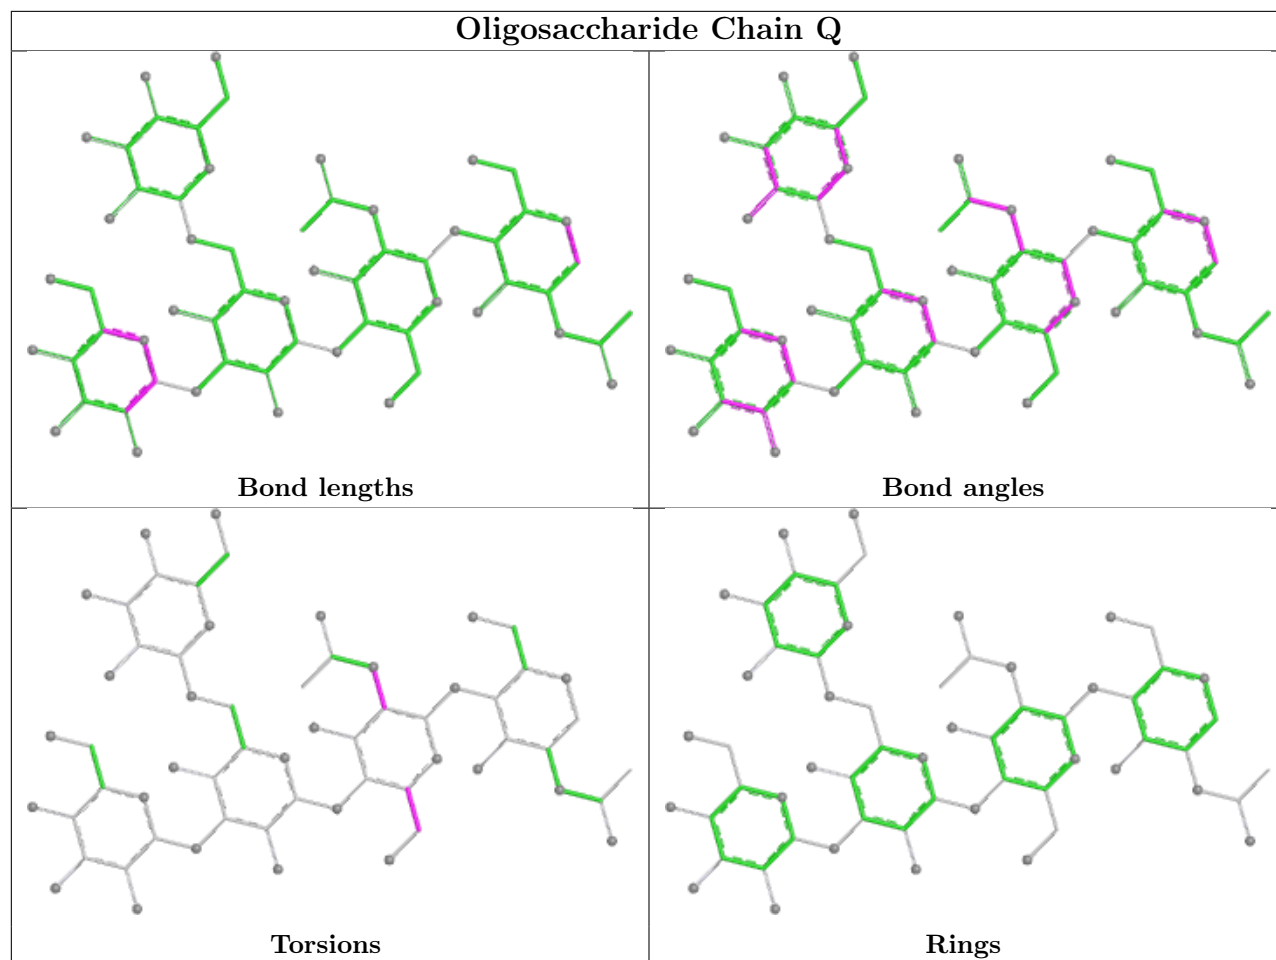 Oligosaccharide Chain Q
Bond lengths
Bond angles
Torsions
Rings